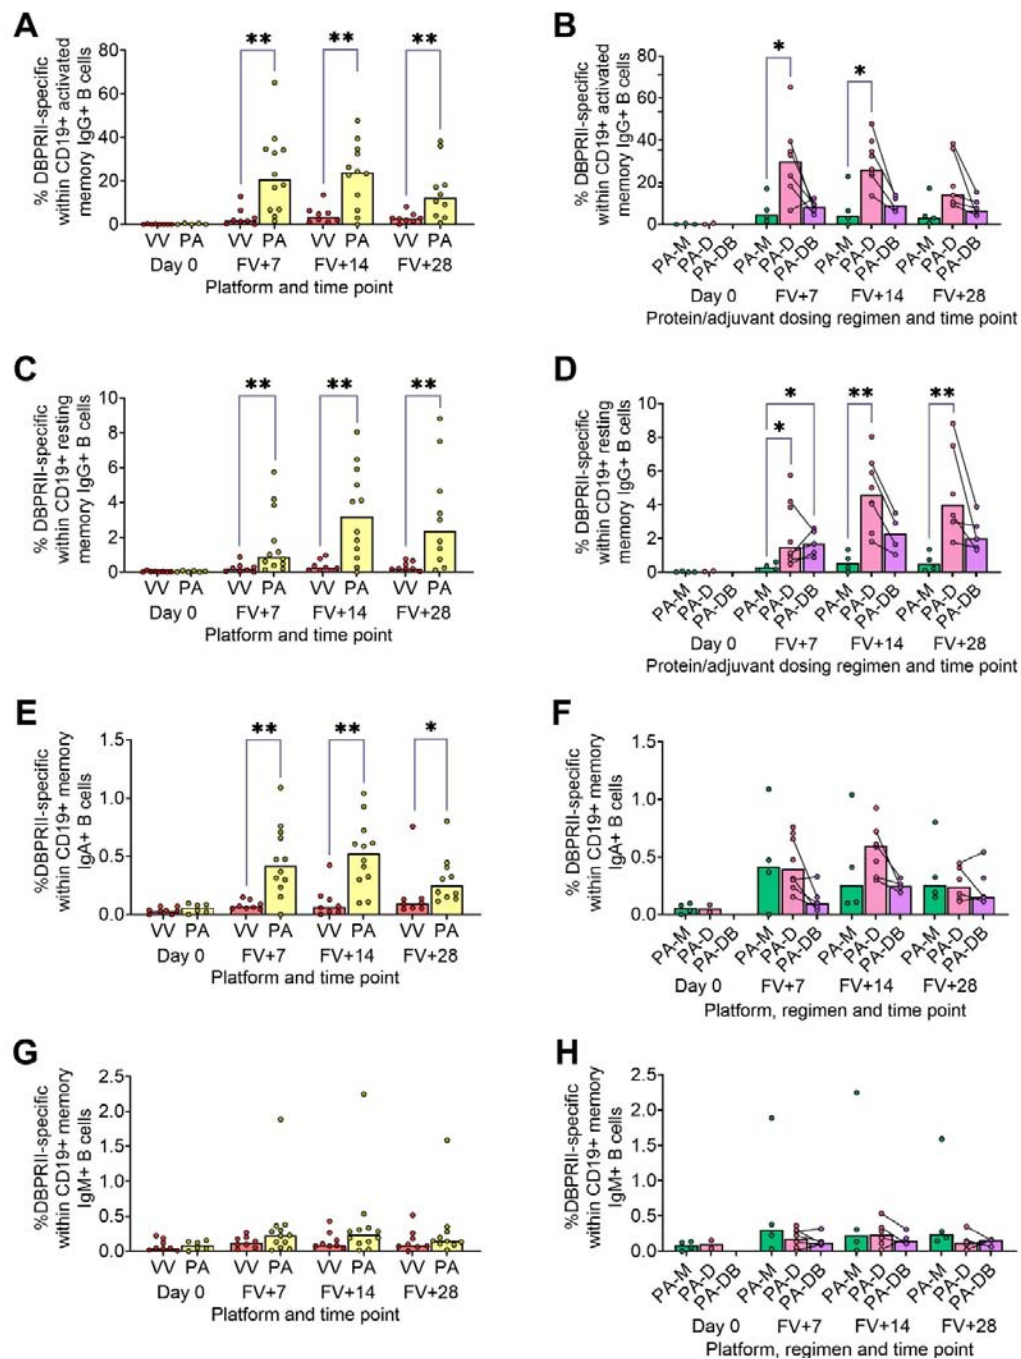 A
% DBPRII-specific
within CD19+ activated
memory IgG+ B cells
80
60
40
20
0
**
**
**
VV PA VV PA VV PA VV PA
Day 0 FV+7 FV+14 FV+28
Platform and time point
B
% DBPRII-specific
within CD19+ activated
memory IgG+ B cells
80
60
40
20
0
*
*
PA-M PA-D PA-DB PA-M PA-D PA-DB PA-M PA-D PA-DB PA-M PA-D PA-DB
Day 0 FV+7 FV+14 FV+28
Protein/adjuvant dosing regimen and time point
C
% DBPRII-specific
within CD19+ resting
memory IgG+ B cells
10
8
6
4
2
0
**
**
**
VV PA VV PA VV PA VV PA
Day 0 FV+7 FV+14 FV+28
Platform and time point
D
% DBPRII-specific
within CD19+ resting
memory IgG+ B cells
10
8
6
4
2
0
*
*
**
**
PA-M PA-D PA-DB PA-M PA-D PA-DB PA-M PA-D PA-DB PA-M PA-D PA-DB
Day 0 FV+7 FV+14 FV+28
Protein/adjuvant dosing regimen and time point
E
%DBPRII-specific
within CD19+ memory
IgA+ B cells
1.5
1.0
0.5
0.0
**
**
*
VV PA VV PA VV PA VV PA
Day 0 FV+7 FV+14 FV+28
Platform and time point
F
% DBPRII-specific
within CD19+ memory
IgA+ B cells
1.5
1.0
0.5
0.0
PA-M PA-D PA-DB PA-M PA-D PA-DB PA-M PA-D PA-DB PA-M PA-D PA-DB
Day 0 FV+7 FV+14 FV+28
Platform, regimen and time point
G
%DBPRII-specific
within CD19+ memory
IgM+ B cells
2.5
2.0
1.5
1.0
0.5
0.0
VV PA VV PA VV PA VV PA
Day 0 FV+7 FV+14 FV+28
Platform and time point
H
%DBPRII-specific
within CD19+ memory
IgM+ B cells
2.5
2.0
1.5
1.0
0.5
0.0
PA-M PA-D PA-DB PA-M PA-D PA-DB PA-M PA-D PA-DB PA-M PA-D PA-DB
Day 0 FV+7 FV+14 FV+28
Platform, regimen and time point